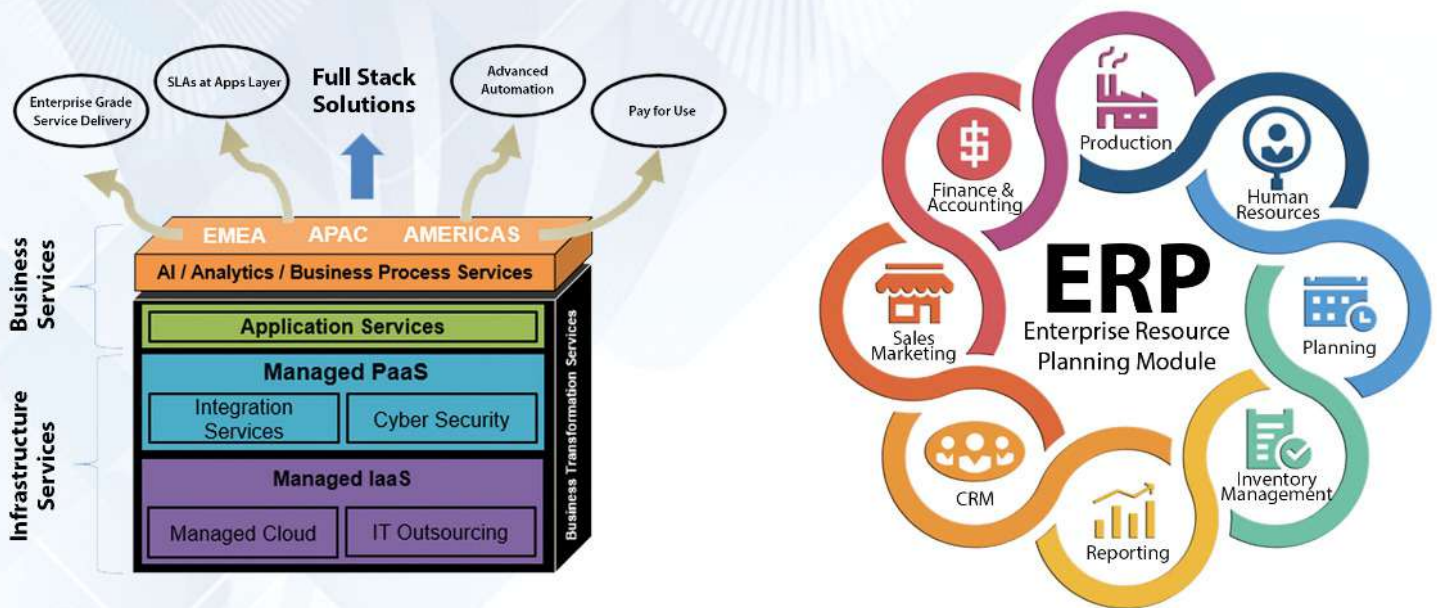 Enterprise Grade
Service Delivery
SLAs at Apps Layer
Full Stack
Solutions
Advanced
Automation
Pay for Use
Business
Services
Infrastructure
Services
EMEA
APAC
AMERICAS
AI / Analytics / Business Process Services
Application Services
Managed PaaS
Integration
Services
Cyber Security
Managed IaaS
Managed Cloud
IT Outsourcing
Business Transformation Services
ERP
Enterprise Resource
Planning Module
Production
Human
Resources
Planning
Inventory
Management
Reporting
CRM
Sales
Marketing
Finance &
Accounting